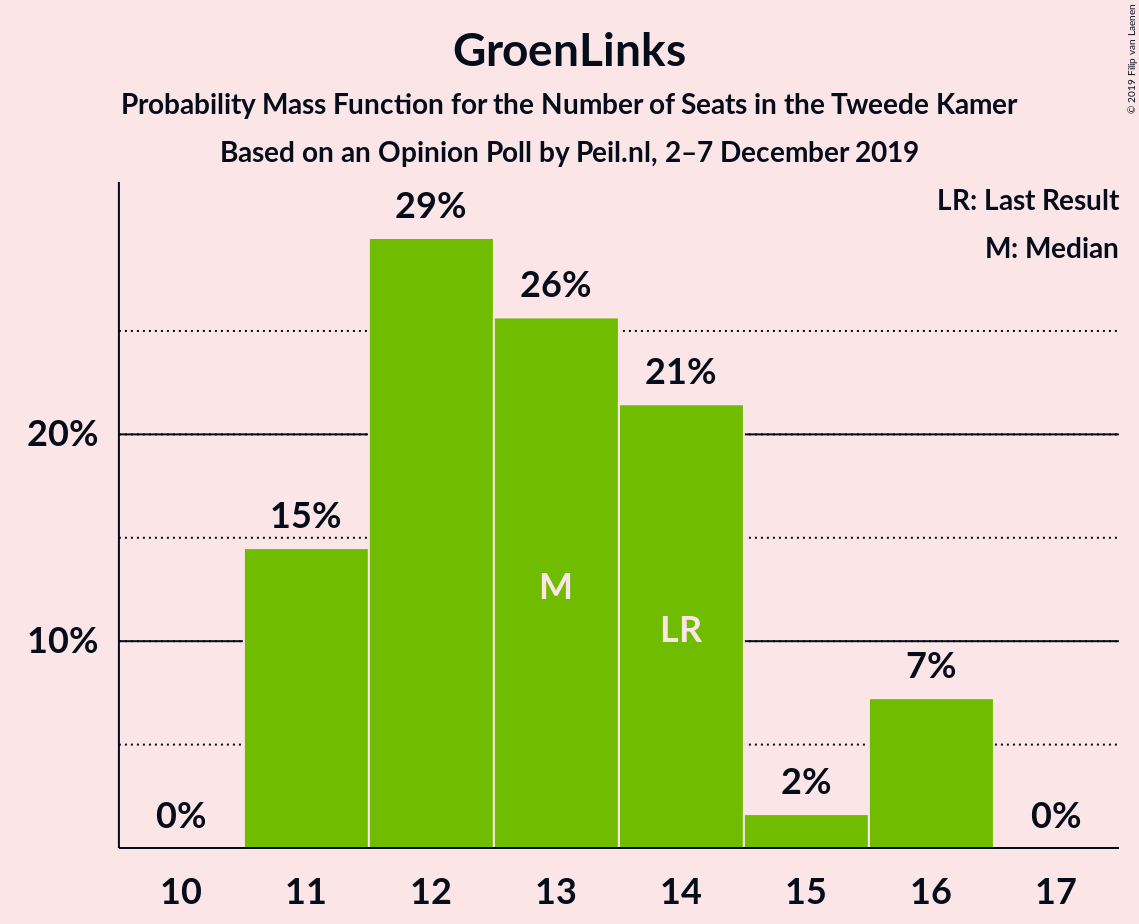 GroenLinks
Probability Mass Function for the Number of Seats in the Tweede Kamer
Based on an Opinion Poll by Peil.nl, 2–7 December 2019
© 2019 Filip van Laenen
LR: Last Result
M: Median
20%
10%
0%
15%
29%
26%
21%
2%
7%
0%
M
LR
10 11 12 13 14 15 16 17